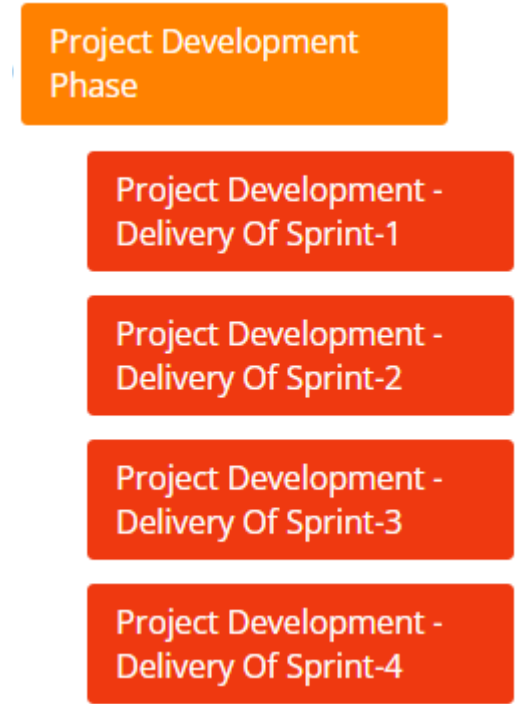 Project Development
Phase
Project Development -
Delivery Of Sprint-1
Project Development -
Delivery Of Sprint-2
Project Development -
Delivery Of Sprint-3
Project Development -
Delivery Of Sprint-4